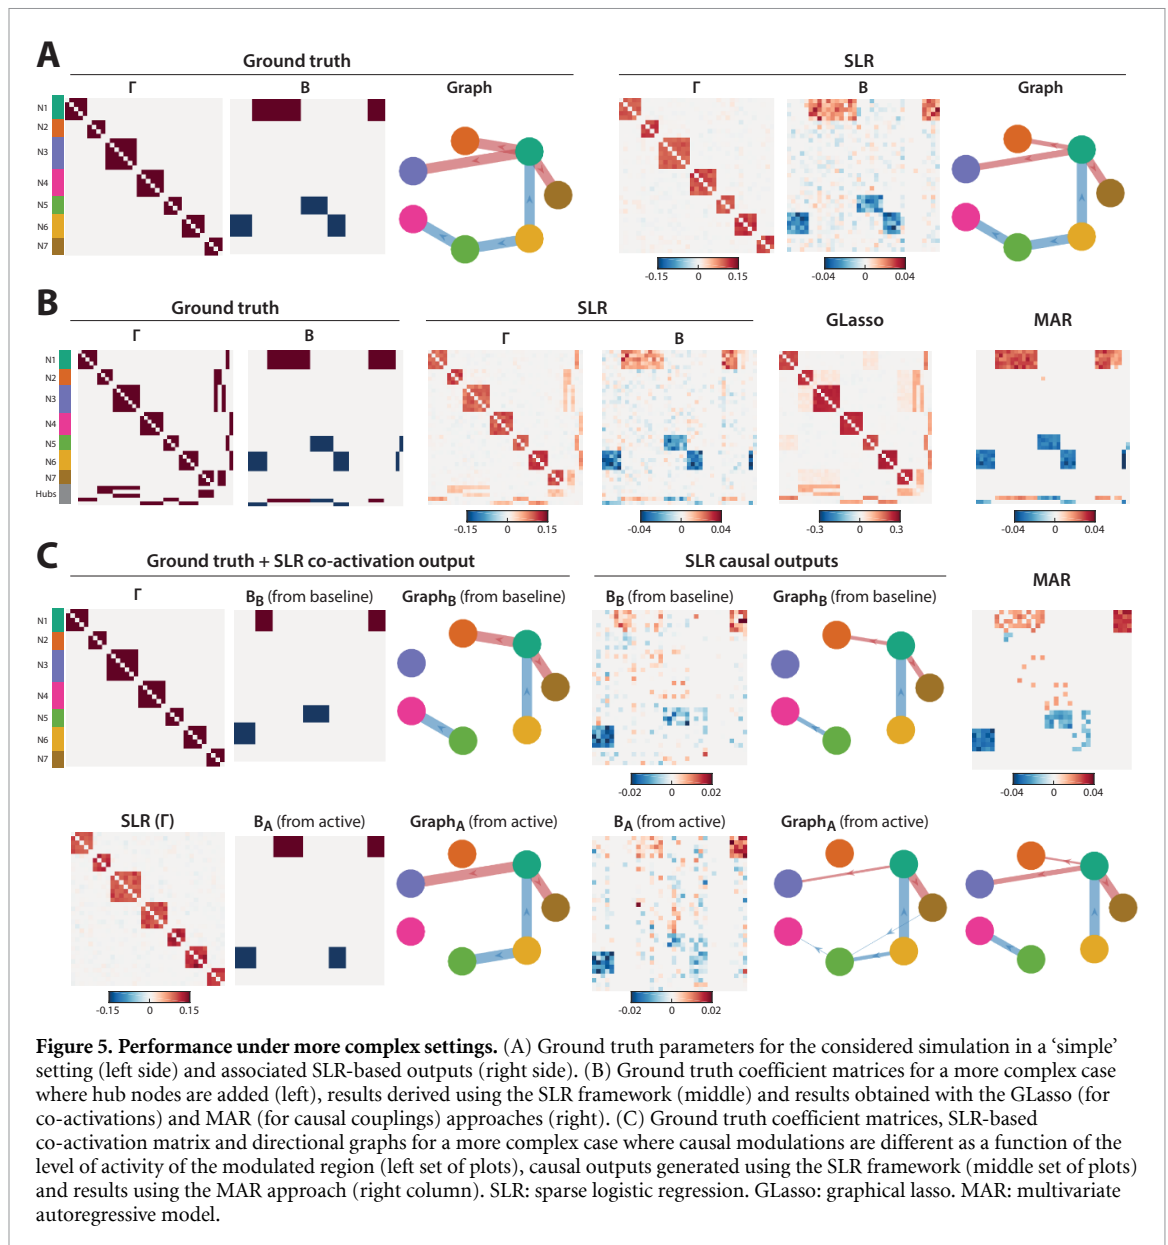 A
Ground truth
SLR
Γ B Graph Γ B Graph
N1
N2
N3
N4
N5
N6
N7
-0.15 0 0.15 -0.04 0 0.04
B
Ground truth
SLR
GLasso
MAR
Γ B Γ B
N1
N2
N3
N4
N5
N6
N7
Hubs
-0.15 0 0.15 -0.04 0 0.04 -0.3 0 0.3 -0.04 0 0.04
C
Ground truth + SLR co-activation output
SLR causal outputs
MAR
Γ B_B (from baseline) Graph_B (from baseline) B_B (from baseline) Graph_B (from baseline)
N1
N2
N3
N4
N5
N6
N7
-0.02 0 0.02 -0.04 0 0.04
SLR (Γ) B_A (from active) Graph_A (from active) B_A (from active) Graph_A (from active)
-0.15 0 0.15 -0.02 0 0.02
Figure 5. Performance under more complex settings. (A) Ground truth parameters for the considered simulation in a ‘simple’
setting (left side) and associated SLR-based outputs (right side). (B) Ground truth coefficient matrices for a more complex case
where hub nodes are added (left), results derived using the SLR framework (middle) and results obtained with the GLasso (for
co-activations) and MAR (for causal couplings) approaches (right). (C) Ground truth coefficient matrices, SLR-based
co-activation matrix and directional graphs for a more complex case where causal modulations are different as a function of the
level of activity of the modulated region (left set of plots), causal outputs generated using the SLR framework (middle set of plots)
and results using the MAR approach (right column). SLR: sparse logistic regression. GLasso: graphical lasso. MAR: multivariate
autoregressive model.